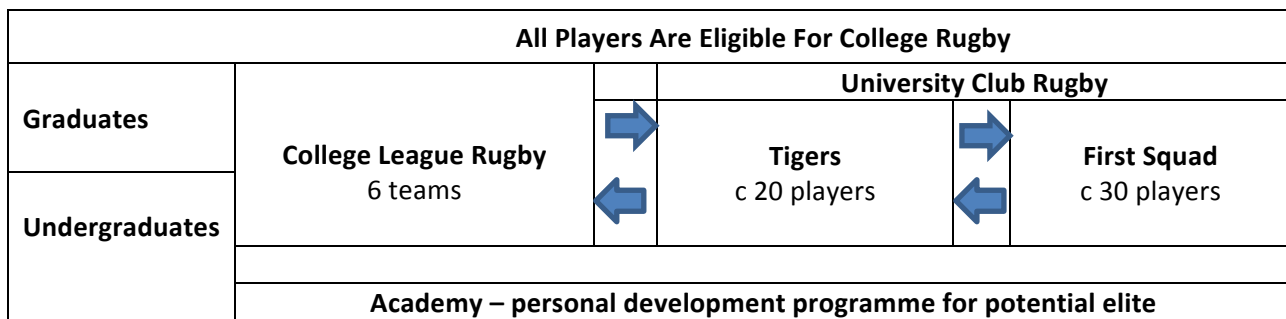 All Players Are Eligible For College Rugby
University Club Rugby
Graduates
Undergraduates
College League Rugby
6 teams
Tigers
c 20 players
First Squad
c 30 players
Academy – personal development programme for potential elite